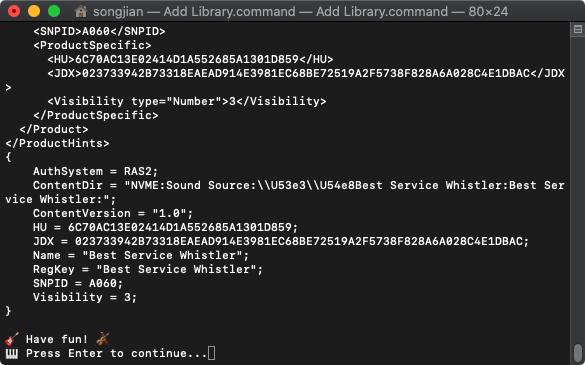 songjian — Add Library.command — Add Library.command — 80×24
<SNPID>A060</SNPID>
<ProductSpecific>
<HU>6C70AC13E02414D1A552685A1301D859</HU>
<JDX>023733942B73318EAEAD914E3981EC68BE72519A2F5738F828A6A028C4E1DBAC</JDX
>
<Visibility type="Number">3</Visibility>
</ProductSpecific>
</Product>
</ProductHints>
{
AuthSystem = RAS2;
ContentDir = "NVME:Sound Source:\\U53e3\\U54e8Best Service Whistler:Best Ser
vice Whistler:";
ContentVersion = "1.0";
HU = 6C70AC13E02414D1A552685A1301D859;
JDX = 023733942B73318EAEAD914E3981EC68BE72519A2F5738F828A6A028C4E1DBAC;
Name = "Best Service Whistler";
RegKey = "Best Service Whistler";
SNPID = A060;
Visibility = 3;
}
🎸 Have fun! 🎻
🎹 Press Enter to continue...